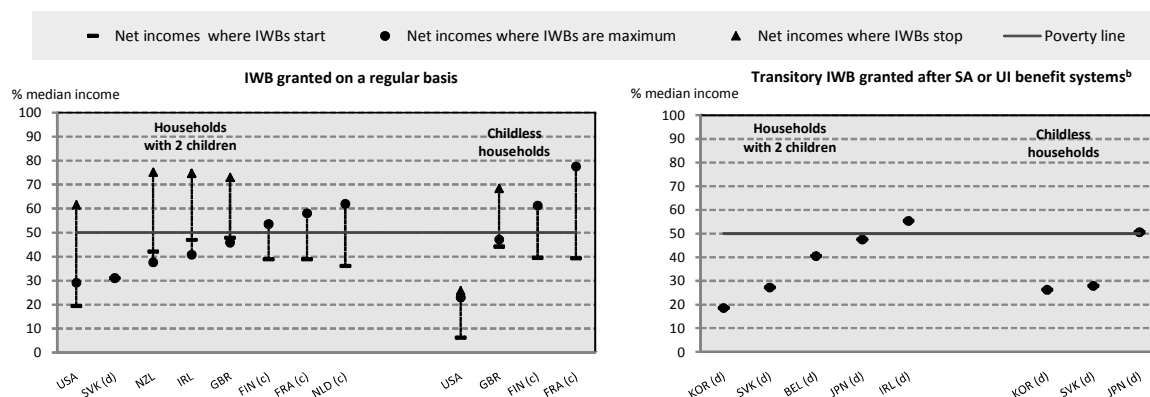 Net incomes where IWBs start Net incomes where IWBs are maximum Net incomes where IWBs stop Poverty line
IWB granted on a regular basis
% median income
100
90
80
70
60
50
40
30
20
10
0
Households
with 2 children
Childless
households
USA
SVK (d)
NZL
IRL
GBR
FIN (c)
FRA (c)
NLD (c)
USA
GBR
FIN (c)
FRA (c)
Transitory IWB granted after SA or UI benefit systemsᵇ
% median income
100
90
80
70
60
50
40
30
20
10
0
Households
with 2 children
Childless
households
KOR (d)
SVK (d)
BEL (d)
JPN (d)
IRL (d)
KOR (d)
SVK (d)
JPN (d)